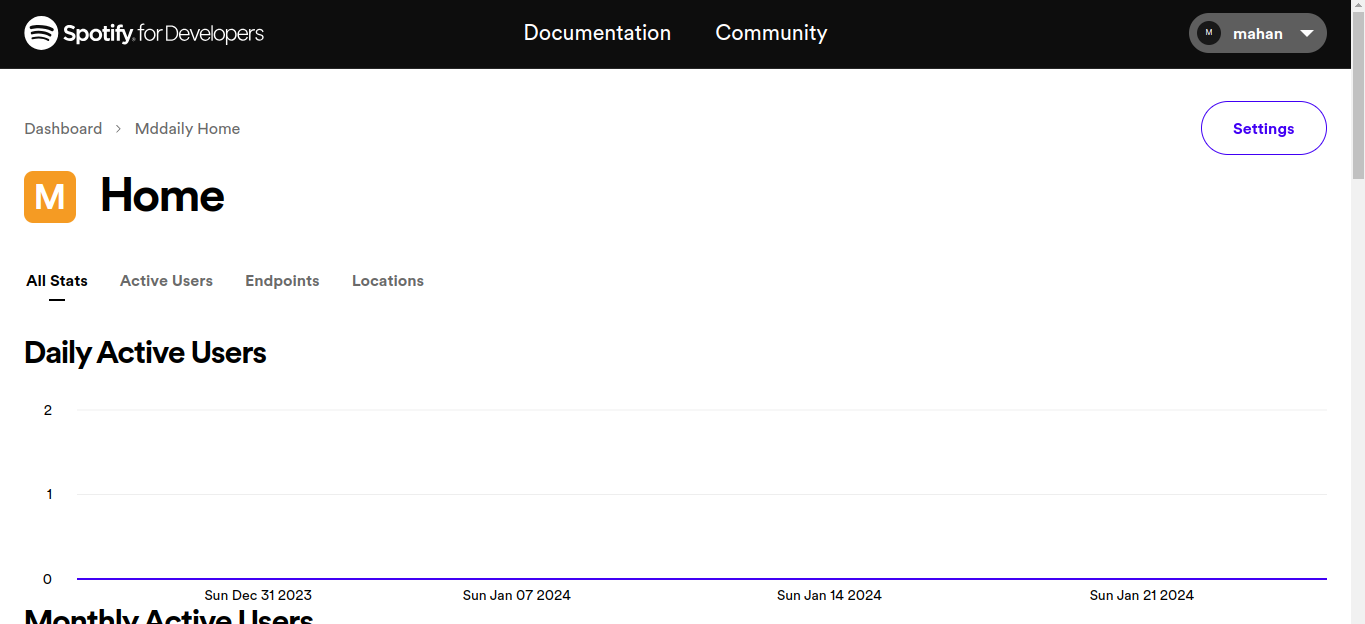 Spotify for Developers
Documentation
Community
M
mahan
Dashboard > Mddaily Home
Settings
M
Home
All Stats
Active Users
Endpoints
Locations
Daily Active Users
2
1
0
Sun Dec 31 2023
Sun Jan 07 2024
Sun Jan 14 2024
Sun Jan 21 2024
Monthly Active Users